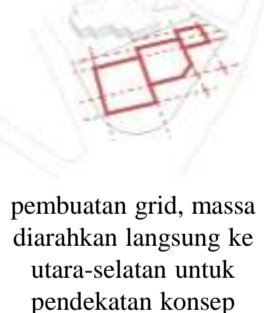 pembuatan grid, massa
diarahkan langsung ke
utara-selatan untuk
pendekatan konsep